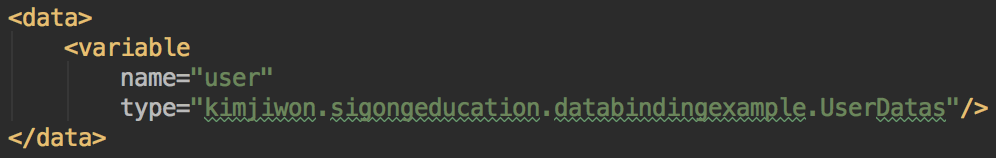 <data>
<variable
name="user"
type="kimjiwon.sigongeducation.databindingexample.UserDatas"/>
</data>